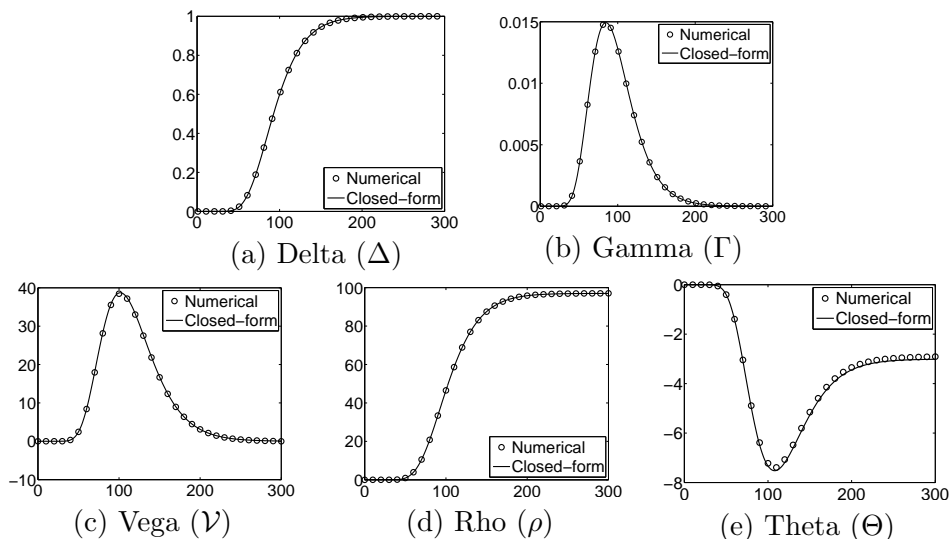 1
0.8
0.6
0.4
0.2
0
0 100 200 300
Numerical
Closed-form
(a) Delta (Δ)
0.015
0.01
0.005
0
0 100 200 300
Numerical
Closed-form
(b) Gamma (Γ)
40
30
20
10
0
−10
0 100 200 300
Numerical
Closed-form
(c) Vega (𝒱)
100
80
60
40
20
0
0 100 200 300
Numerical
Closed-form
(d) Rho (ρ)
0
−2
−4
−6
−8
0 100 200 300
Numerical
Closed-form
(e) Theta (Θ)